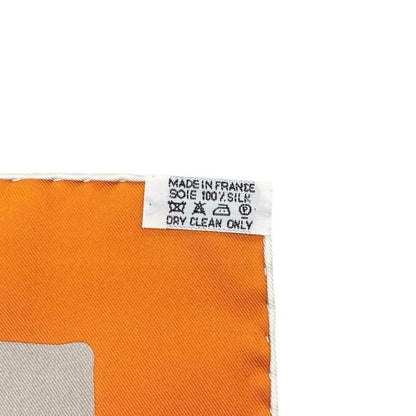 MADE IN FRANCE
SOIE 100% SILK
P
DRY CLEAN ONLY